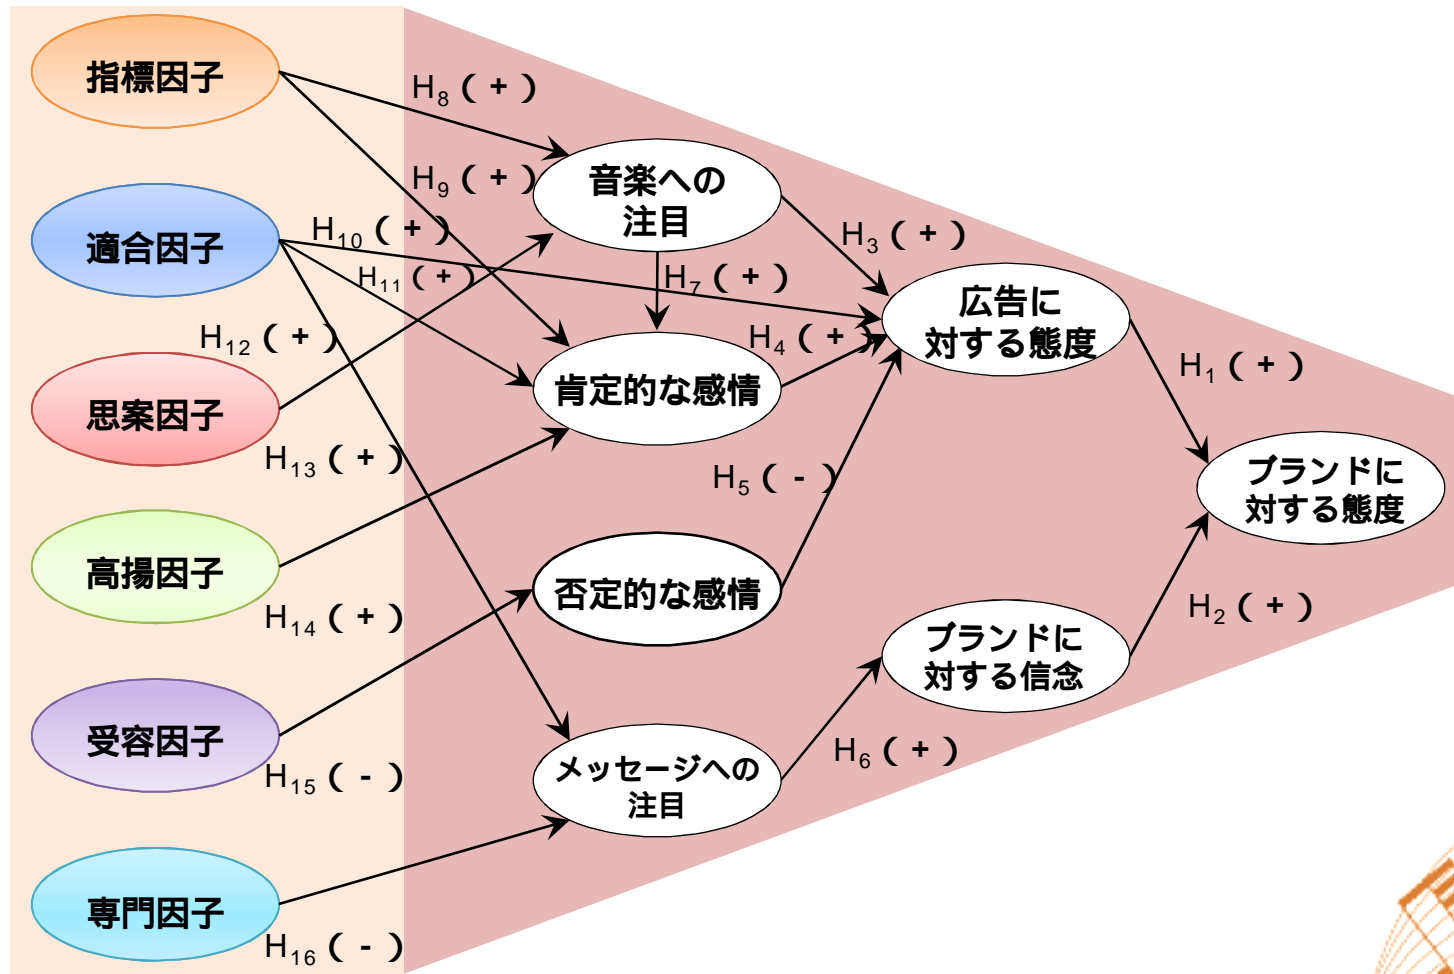 指標因子
適合因子
思案因子
高揚因子
受容因子
専門因子
H8 ( + )
H9 ( + )
H10 ( + )
H11 ( + )
H12 ( + )
H13 ( + )
H14 ( + )
H15 ( - )
H16 ( - )
音楽への
注目
H7 ( + )
肯定的な感情
否定的な感情
メッセージへの
注目
H3 ( + )
H4 ( + )
H5 ( - )
H6 ( + )
広告に
対する態度
ブランドに
対する信念
H1 ( + )
H2 ( + )
ブランドに
対する態度